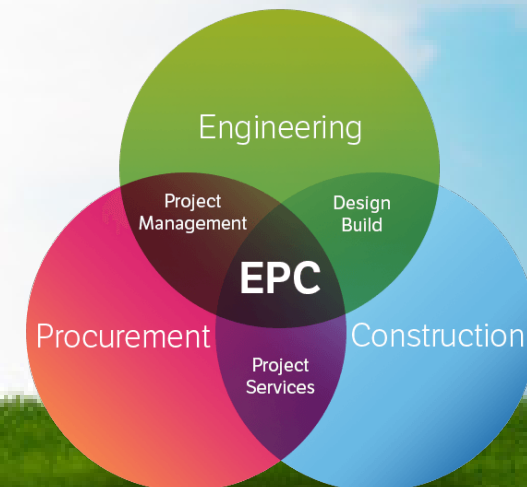 Engineering
Project
Management
Design
Build
EPC
Procurement
Construction
Project
Services